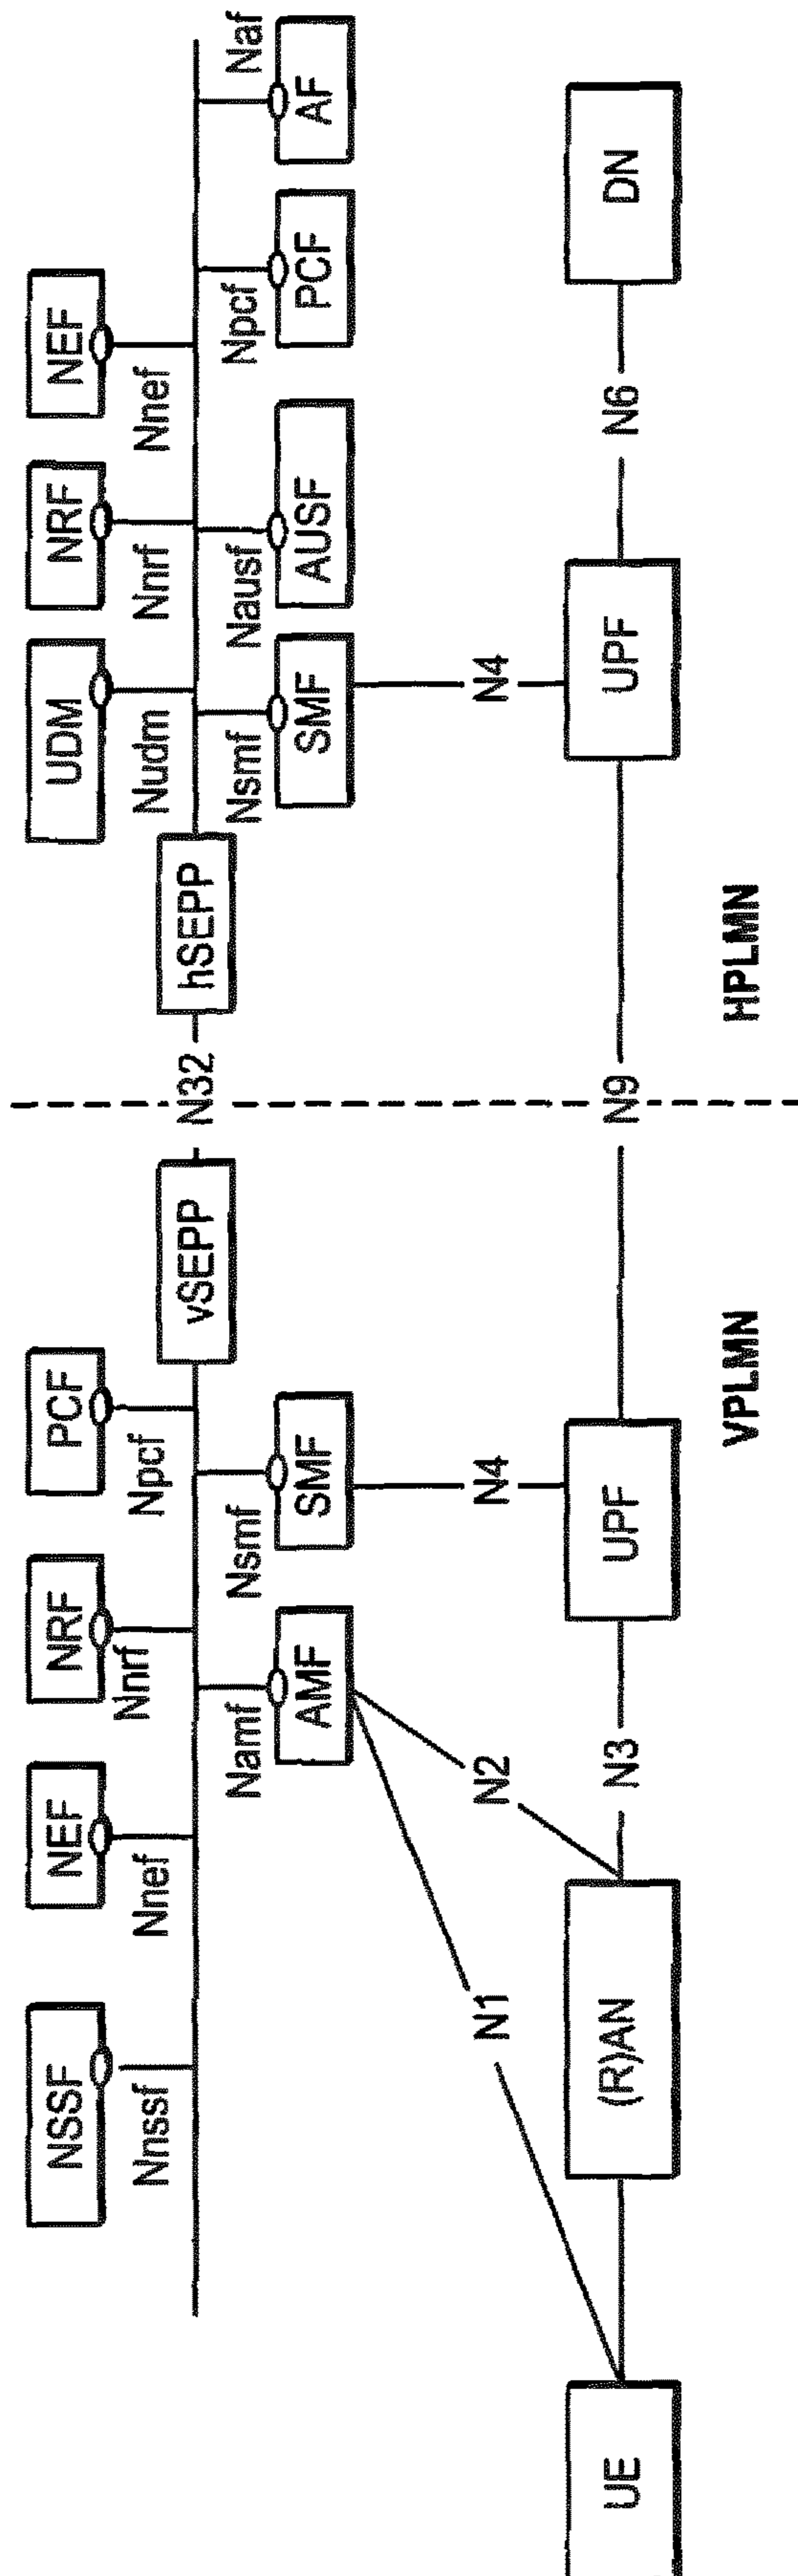 NSSF
NEF
NRF
PCF
UDM
NRF
NEF
Nnssf
Nnef
Nnrf
Npcf
Nudm
Nnrf
Nnef
vSEPP
N32
hSEPP
Namf
Nsmf
Nsmf
Nausf
Npcf
Naf
AMF
SMF
SMF
AUSF
PCF
AF
N1
N2
N4
N4
UE
(R)AN
N3
UPF
N9
UPF
N6
DN
VPLMN
HPLMN